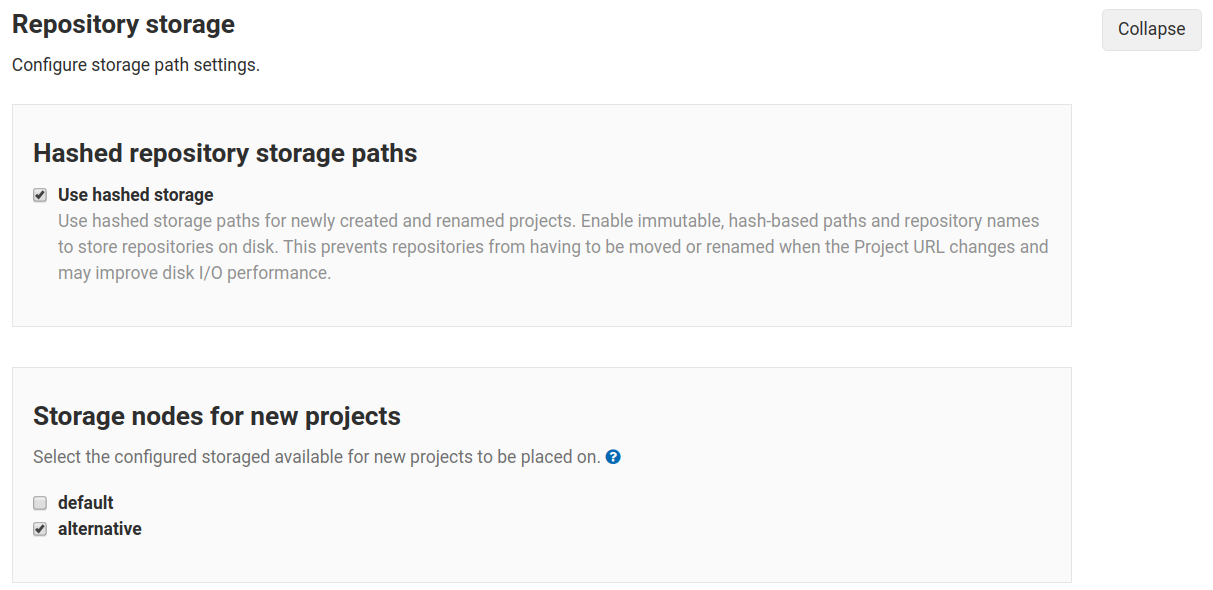 Repository storage
Collapse
Configure storage path settings.
Hashed repository storage paths
Use hashed storage
Use hashed storage paths for newly created and renamed projects. Enable immutable, hash-based paths and repository names
to store repositories on disk. This prevents repositories from having to be moved or renamed when the Project URL changes and
may improve disk I/O performance.
Storage nodes for new projects
Select the configured storaged available for new projects to be placed on. ?
default
alternative